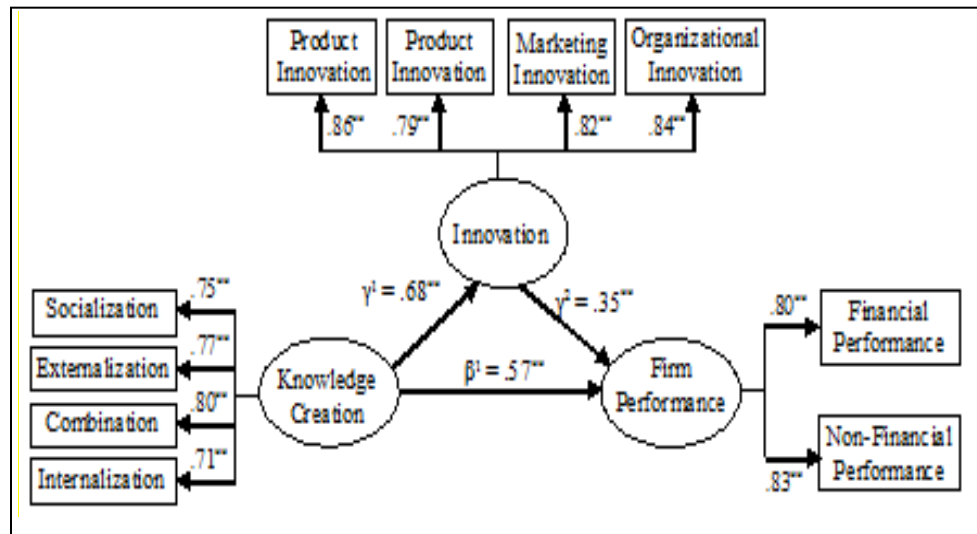 Product
Innovation
Product
Innovation
Marketing
Innovation
Organizational
Innovation
.86**
.79**
.82**
.84**
Innovation
γ¹ = .68**
γ² = .35**
Socialization
.75**
Externalization
.77**
Combination
.80**
Internalization
.71**
Knowledge
Creation
β¹ = .57**
Firm
Performance
.80**
Financial
Performance
.83**
Non-Financial
Performance